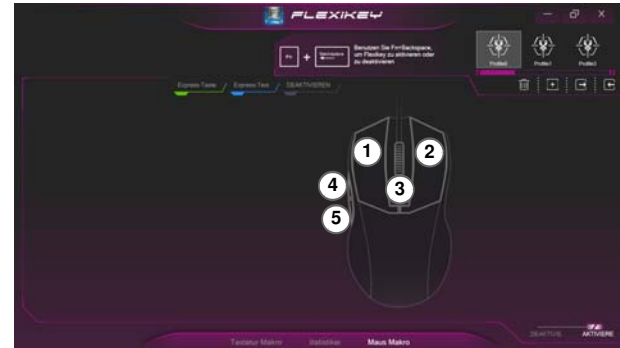 FLEXIKEY
Fn + Backspace
Benutzen Sie Fn+Backspace,
um Flexikey zu aktivieren oder
zu deaktivieren
Profile1
Profile2
Express-Taste
Express-Text
DEAKTIVIEREN
1
2
3
4
5
DEAKTIVIE
AKTIVIERE
Tastatur Makro
Statistiken
Maus Makro